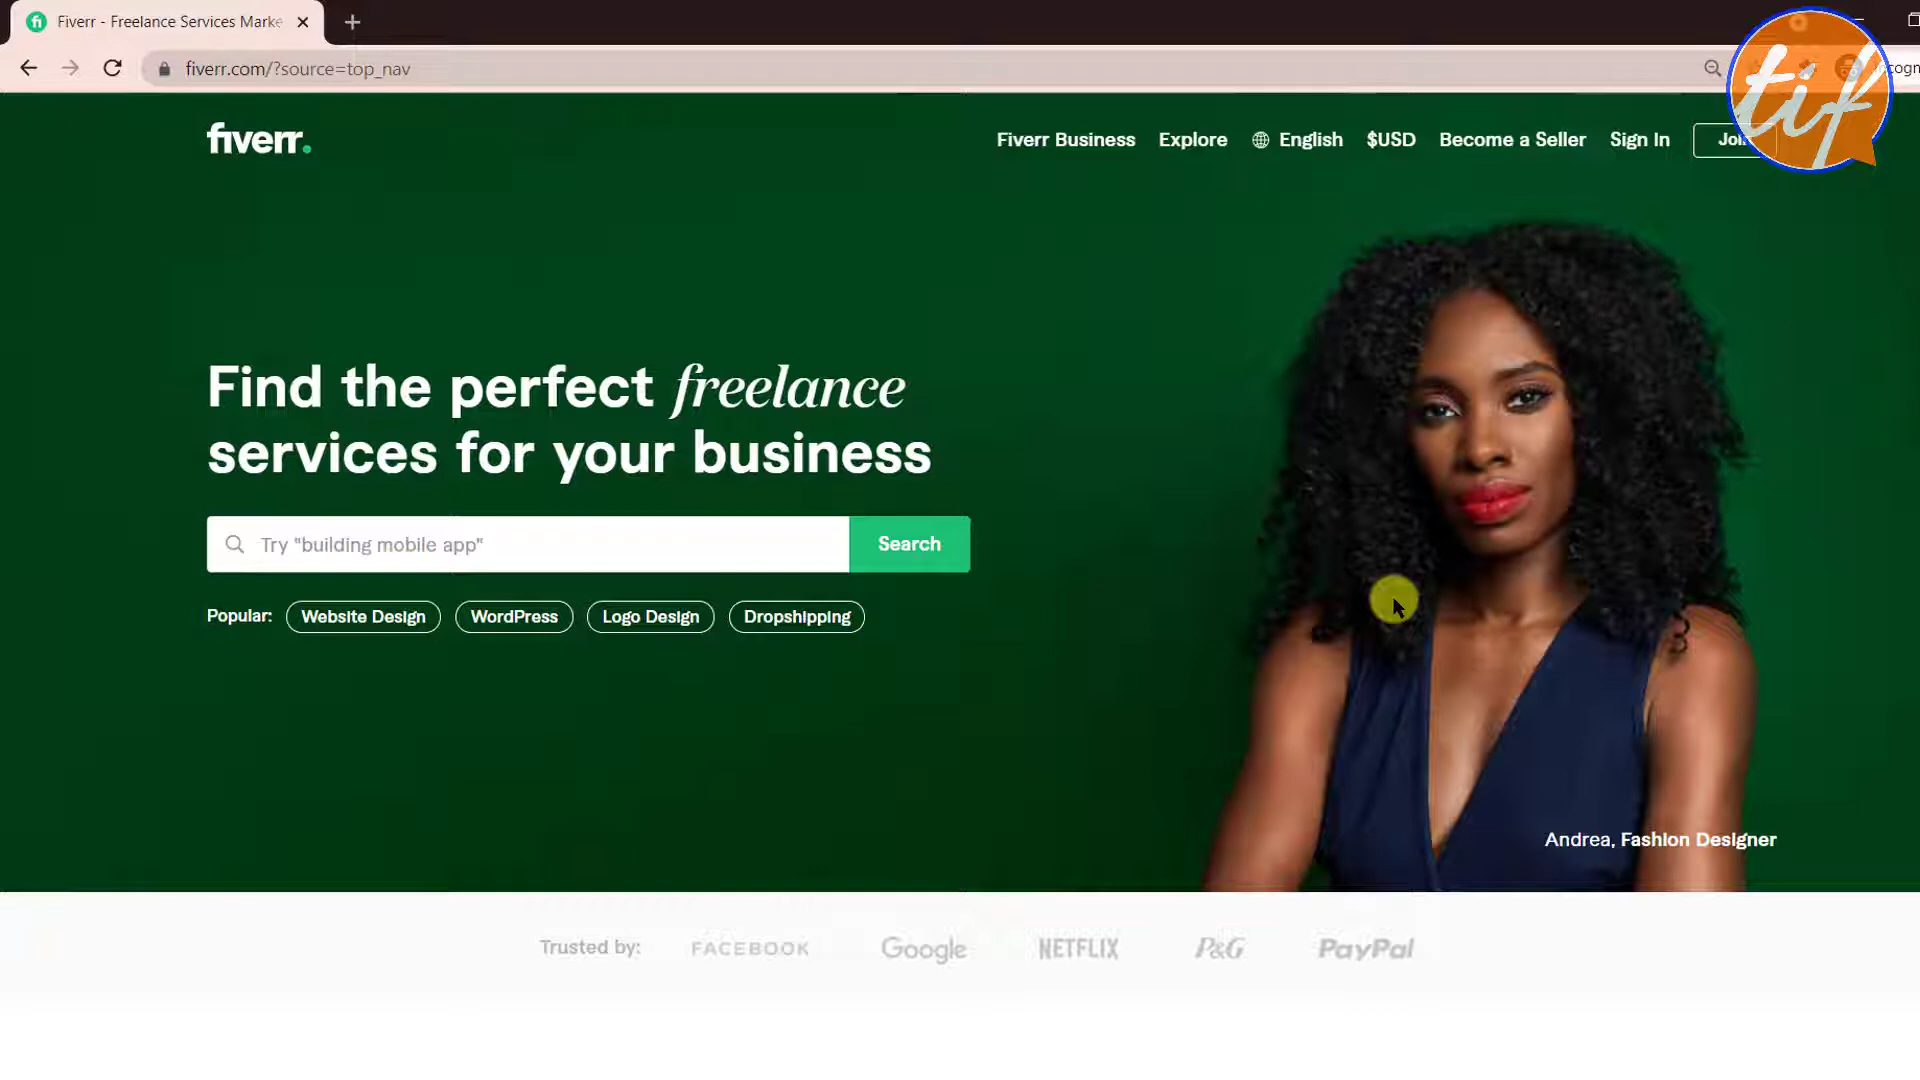 Fiverr - Freelance Services Marke
fiverr.com/?source=top_nav
tif
fiverr.
Fiverr Business
Explore
English
$USD
Become a Seller
Sign In
Find the perfect freelance
services for your business
Try "building mobile app"
Search
Popular:
Website Design
WordPress
Logo Design
Dropshipping
Andrea, Fashion Designer
Trusted by:
FACEBOOK
Google
NETFLIX
P&G
PayPal